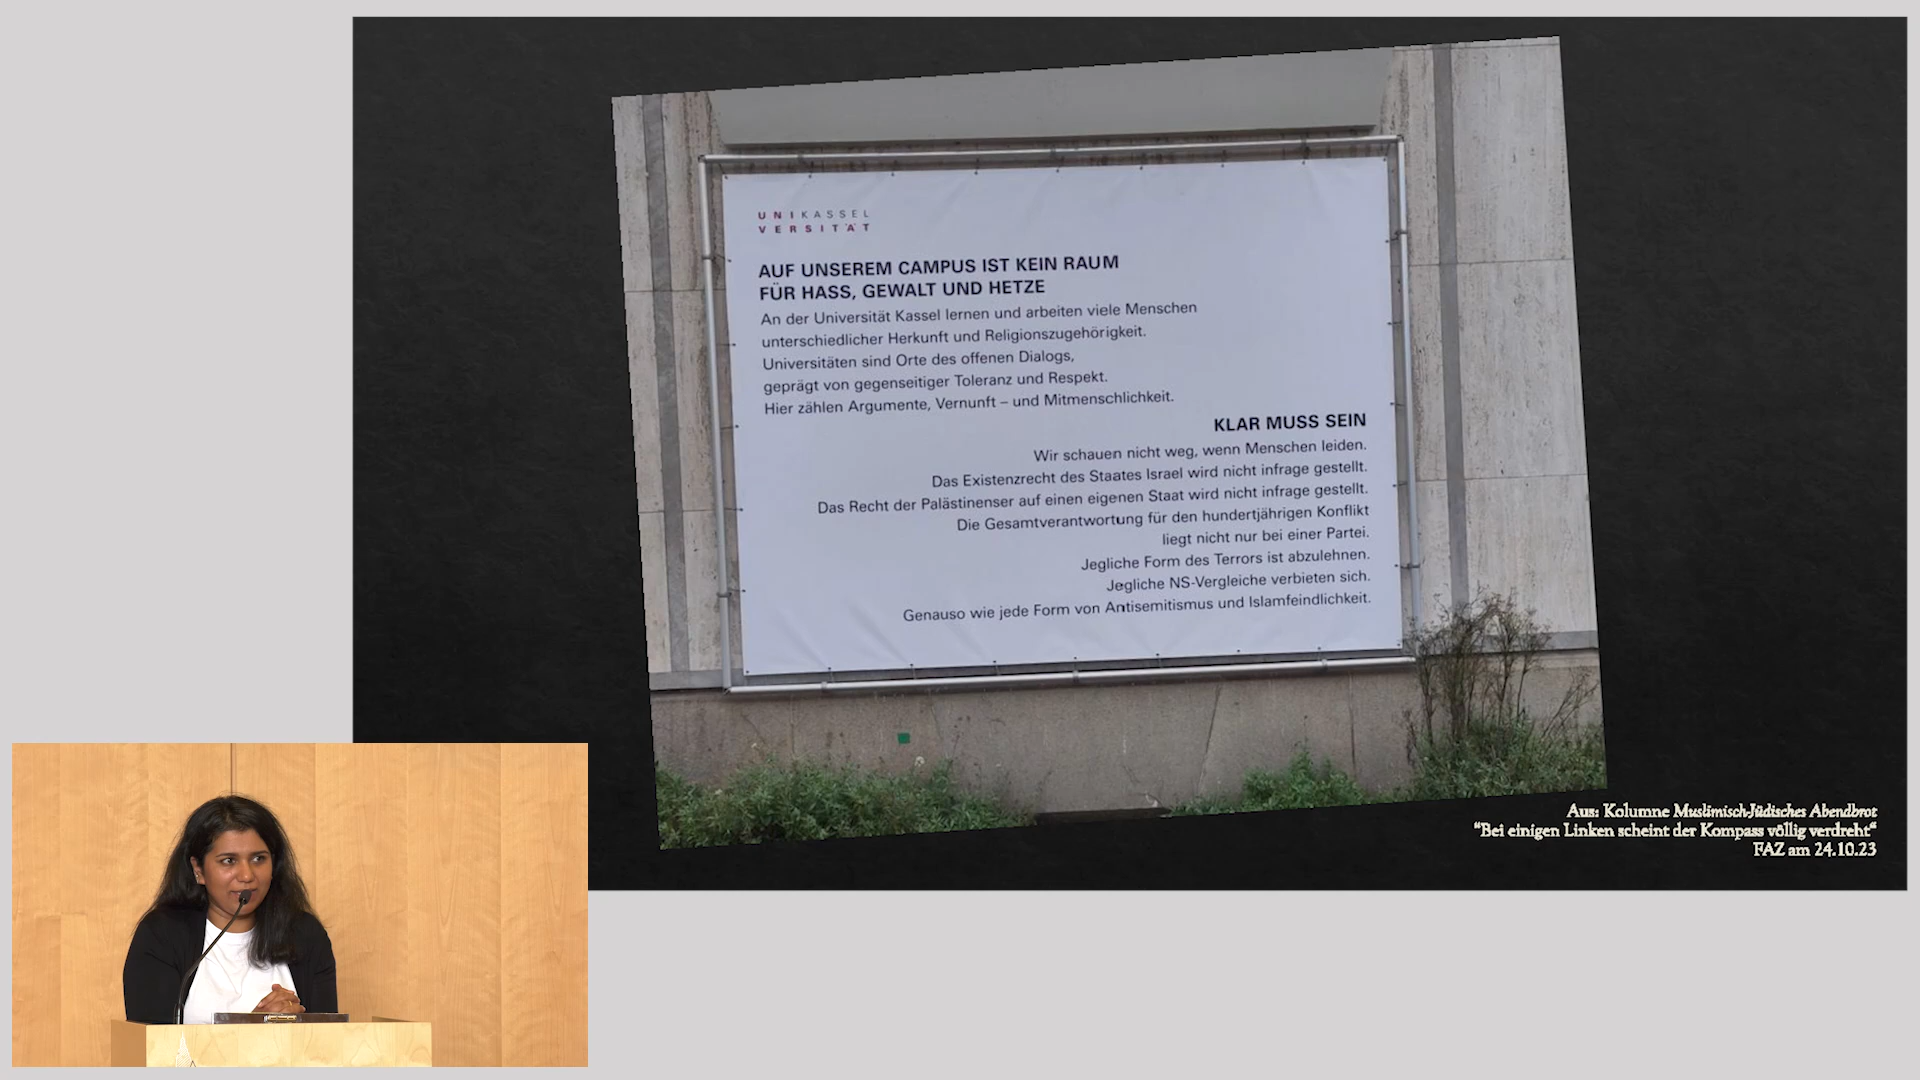 UNIKASSEL
VERSITÄT
AUF UNSEREM CAMPUS IST KEIN RAUM
FÜR HASS, GEWALT UND HETZE
An der Universität Kassel lernen und arbeiten viele Menschen
unterschiedlicher Herkunft und Religionszugehörigkeit.
Universitäten sind Orte des offenen Dialogs,
geprägt von gegenseitiger Toleranz und Respekt.
Hier zählen Argumente, Vernunft – und Mitmenschlichkeit.
KLAR MUSS SEIN
Wir schauen nicht weg, wenn Menschen leiden.
Das Existenzrecht des Staates Israel wird nicht infrage gestellt.
Das Recht der Palästinenser auf einen eigenen Staat wird nicht infrage gestellt.
Die Gesamtverantwortung für den hundertjährigen Konflikt
liegt nicht nur bei einer Partei.
Jegliche Form des Terrors ist abzulehnen.
Jegliche NS-Vergleiche verbieten sich.
Genauso wie jede Form von Antisemitismus und Islamfeindlichkeit.
Aus: Kolumne Muslimisch-Jüdisches Abendbrot
"Bei einigen Linken scheint der Kompass völlig verdreht"
FAZ am 24.10.23